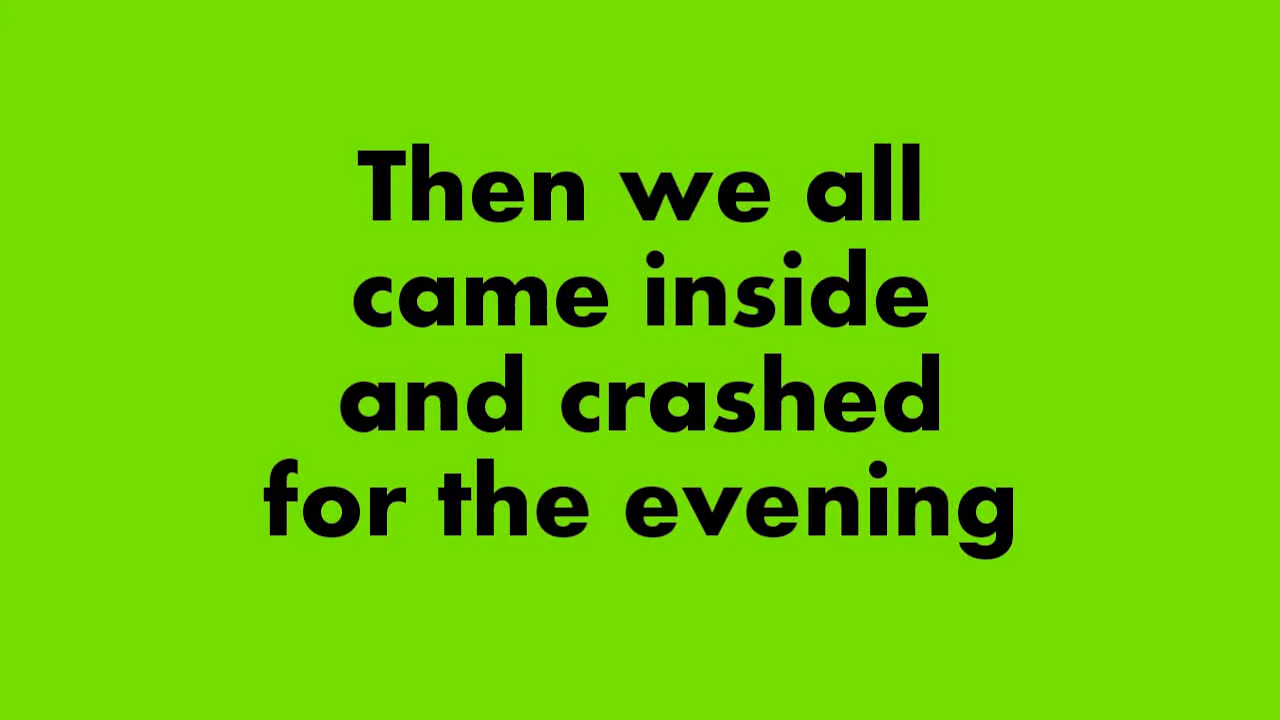 Then we all
came inside
and crashed
for the evening